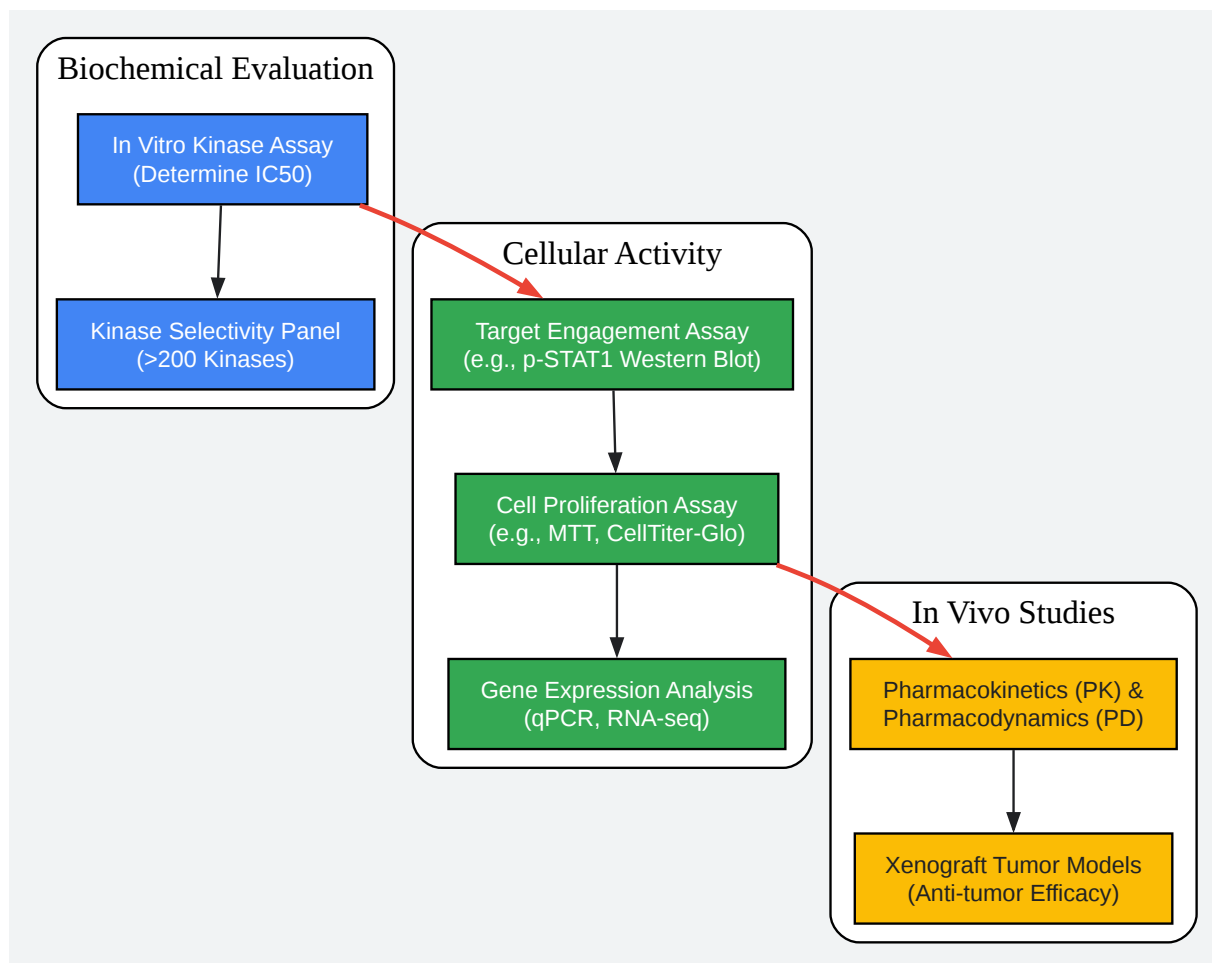 Biochemical Evaluation
In Vitro Kinase Assay
(Determine IC50)
Kinase Selectivity Panel
(>200 Kinases)
Cellular Activity
Target Engagement Assay
(e.g., p-STAT1 Western Blot)
Cell Proliferation Assay
(e.g., MTT, CellTiter-Glo)
Gene Expression Analysis
(qPCR, RNA-seq)
In Vivo Studies
Pharmacokinetics (PK) &
Pharmacodynamics (PD)
Xenograft Tumor Models
(Anti-tumor Efficacy)